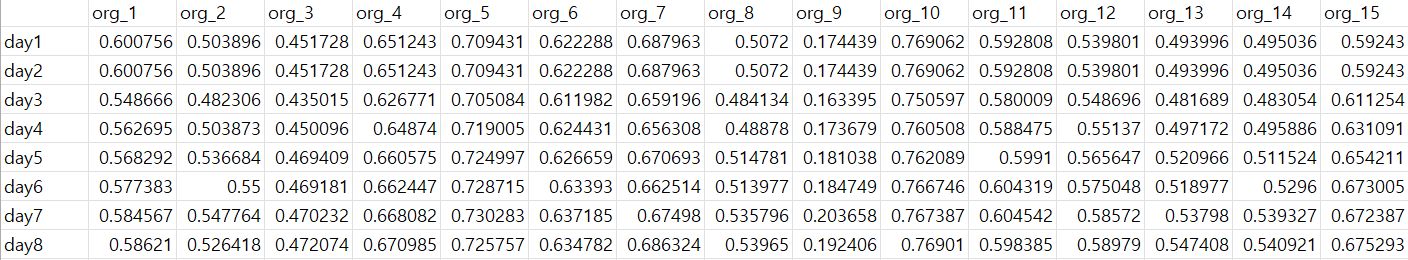 org_1 org_2 org_3 org_4 org_5 org_6 org_7 org_8 org_9 org_10 org_11 org_12 org_13 org_14 org_15
day1 0.600756 0.503896 0.451728 0.651243 0.709431 0.622288 0.687963 0.5072 0.174439 0.769062 0.592808 0.539801 0.493996 0.495036 0.59243
day2 0.600756 0.503896 0.451728 0.651243 0.709431 0.622288 0.687963 0.5072 0.174439 0.769062 0.592808 0.539801 0.493996 0.495036 0.59243
day3 0.548666 0.482306 0.435015 0.626771 0.705084 0.611982 0.659196 0.484134 0.163395 0.750597 0.580009 0.548696 0.481689 0.483054 0.611254
day4 0.562695 0.503873 0.450096 0.64874 0.719005 0.624431 0.656308 0.48878 0.173679 0.760508 0.588475 0.55137 0.497172 0.495886 0.631091
day5 0.568292 0.536684 0.469409 0.660575 0.724997 0.626659 0.670693 0.514781 0.181038 0.762089 0.5991 0.565647 0.520966 0.511524 0.654211
day6 0.577383 0.55 0.469181 0.662447 0.728715 0.63393 0.662514 0.513977 0.184749 0.766746 0.604319 0.575048 0.518977 0.5296 0.673005
day7 0.584567 0.547764 0.470232 0.668082 0.730283 0.637185 0.67498 0.535796 0.203658 0.767387 0.604542 0.58572 0.53798 0.539327 0.672387
day8 0.58621 0.526418 0.472074 0.670985 0.725757 0.634782 0.686324 0.53965 0.192406 0.76901 0.598385 0.58979 0.547408 0.540921 0.675293